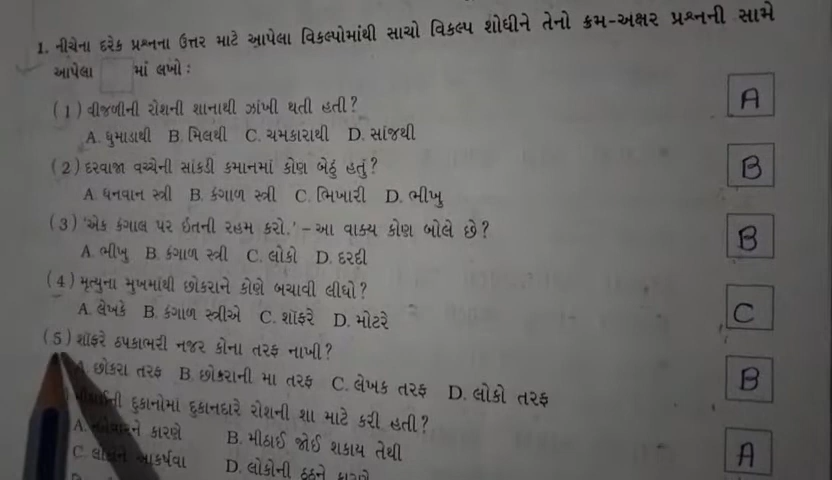 1. નીચેના દરેક પ્રશ્નના ઉત્તર માટે આપેલા વિકલ્પોમાંથી સાચો વિકલ્પ શોધીને તેનો ક્રમ-અક્ષર પ્રશ્નની સામે
આપેલા માં લખો :
(1) વીજળીની રોશની શાનાથી ઝાંખી થતી હતી? A
A. ધુમાડાથી B. મિલથી C. ચમકારાથી D. સાંજથી
(2) દરવાજા વચ્ચેની સાંકડી કમાનમાં કોણ બેઠું હતું? B
A. ધનવાન સ્ત્રી B. કંગાળ સ્ત્રી C. ભિખારી D. ભીખુ
(3) 'એક કંગાલ પર ઇતની રહમ કરો.' – આ વાક્ય કોણ બોલે છે? B
A. ભીખુ B. કંગાળ સ્ત્રી C. લોકો D. દરદી
(4) મૃત્યુના મુખમાંથી છોકરાને કોણે બચાવી લીધો? C
A. લેખકે B. કંગાળ સ્ત્રીએ C. શૉફરે D. મોટરે
(5) શૉફરે ઠપકાભરી નજર કોના તરફ નાખી? B
A. છોકરા તરફ B. છોકરાની મા તરફ C. લેખક તરફ D. લોકો તરફ
દુકાનોમાં દુકાનદારે રોશની શા માટે કરી હતી? A
A. કારણે B. મીઠાઈ જોઈ શકાય તેથી
C. આકર્ષવા D. લોકોની ઠઠને કારણે